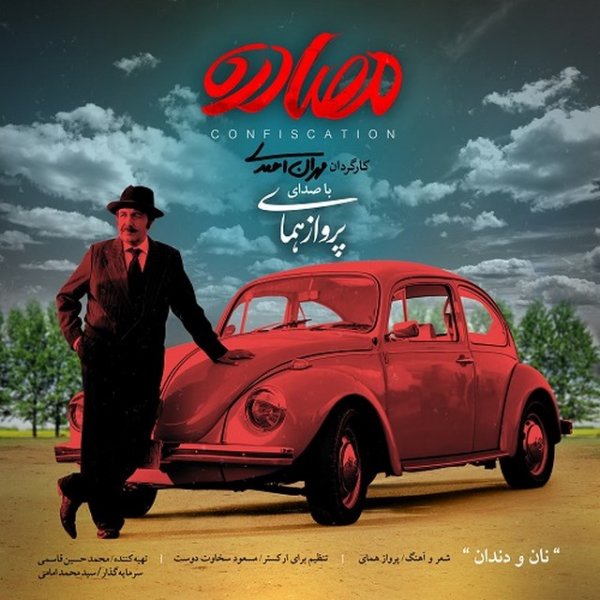 مصادره
CONFISCATION
کارگردان مهران احمدی
با صدای
پرواز همای
" نان و دندان "
شعر و آهنگ / پرواز همای | تنظیم برای ارکستر / مسعود سخاوت دوست | تهیه‌کننده / محمد حسین قاسمی
سرمایه‌گذار / سید محمد امامی